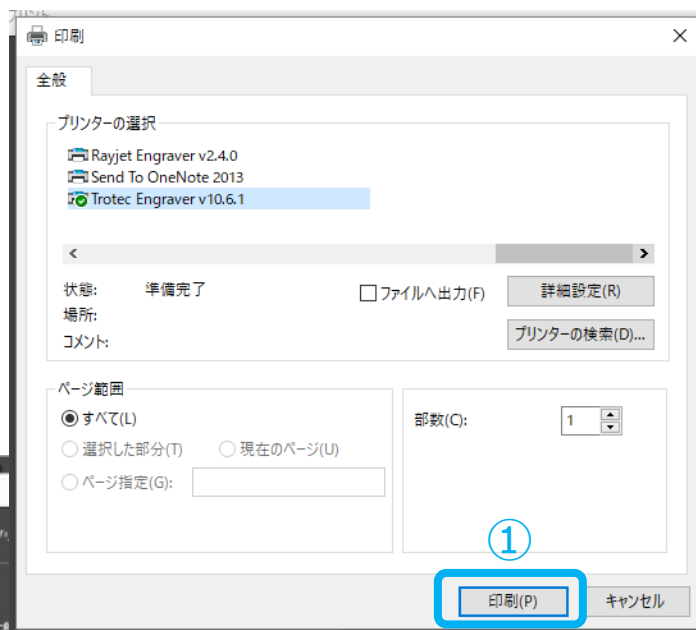 プリント
印刷
全般
プリンターの選択
Rayjet Engraver v2.4.0
Send To OneNote 2013
Trotec Engraver v10.6.1
状態: 準備完了
ファイルへ出力(F)
詳細設定(R)
場所:
プリンターの検索(D)...
コメント:
ページ範囲
すべて(L)
部数(C): 1
選択した部分(T) 現在のページ(U)
ページ指定(G):
①
印刷(P) キャンセル